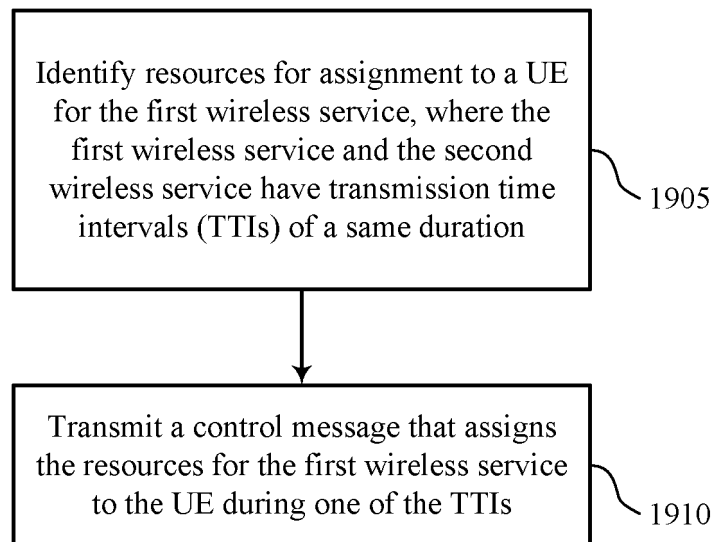 Identify resources for assignment to a UE
for the first wireless service, where the
first wireless service and the second
wireless service have transmission time
intervals (TTIs) of a same duration
1905
Transmit a control message that assigns
the resources for the first wireless service
to the UE during one of the TTIs
1910